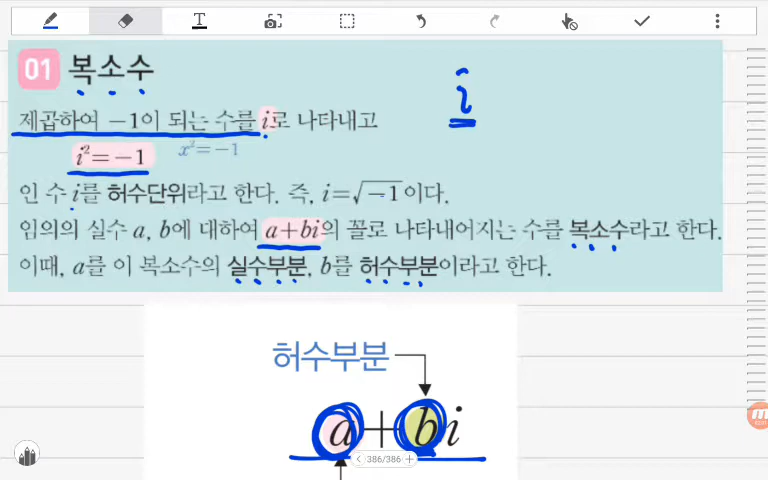 T
01 복소수
i
제곱하여 -1이 되는 수를 i로 나타내고
i²=-1 x²=-1
인 수 i를 허수단위라고 한다. 즉, i=√-1이다.
임의의 실수 a, b에 대하여 a+bi의 꼴로 나타내어지는 수를 복소수라고 한다.
이때, a를 이 복소수의 실수부분, b를 허수부분이라고 한다.
허수부분
a+bi
< 386/386 +